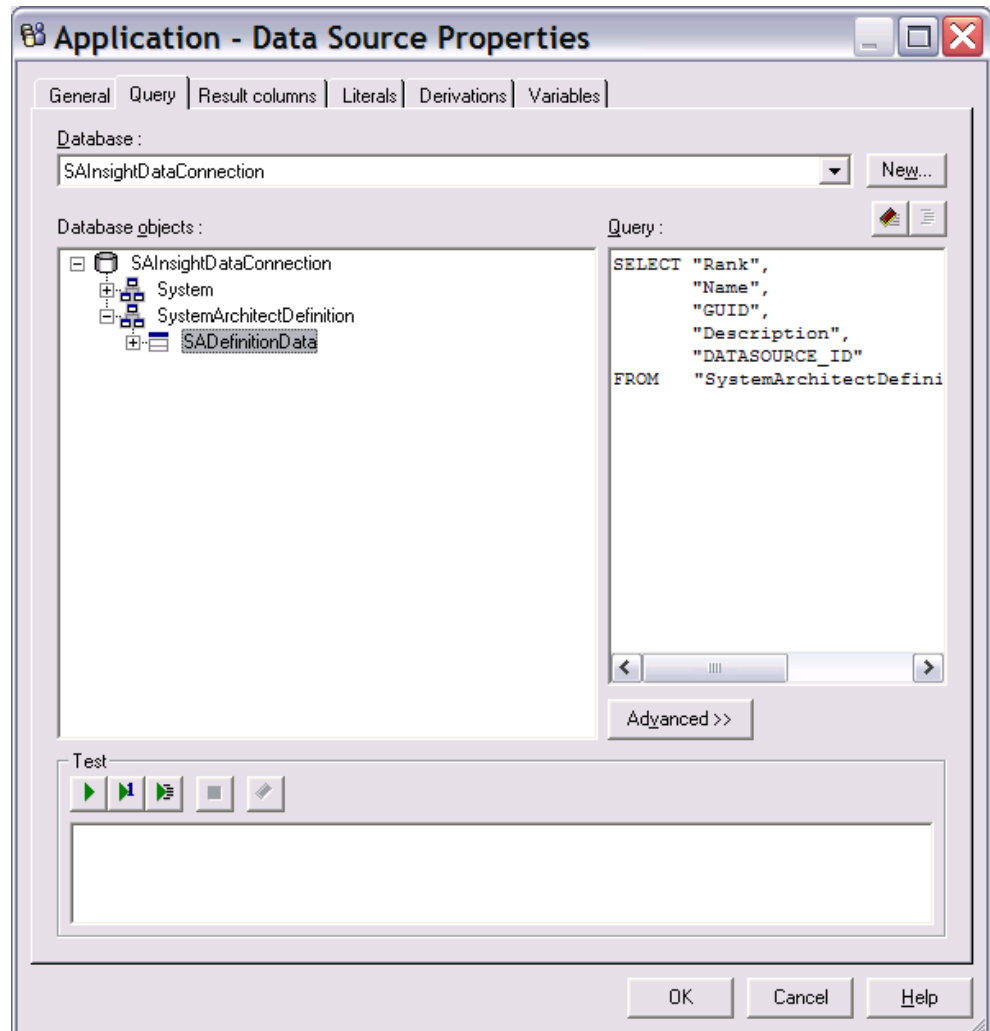 Application - Data Source Properties
General Query Result columns Literals Derivations Variables
Database :
SAInsightDataConnection New...
Database objects : Query :
SAInsightDataConnection
System
SystemArchitectDefinition
SADefinitionData
SELECT "Rank",
"Name",
"GUID",
"Description",
"DATASOURCE_ID"
FROM "SystemArchitectDefini
Advanced >>
Test
1
OK Cancel Help